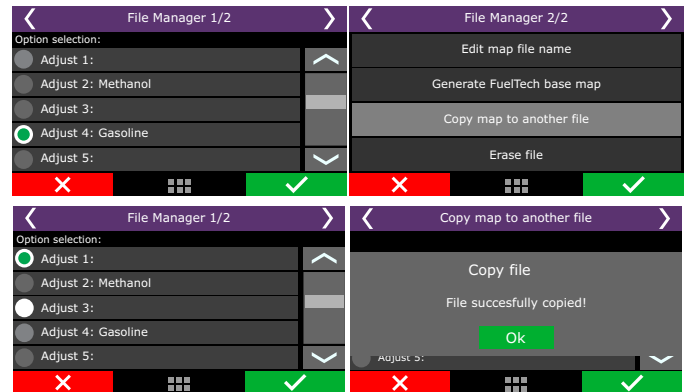 File Manager 1/2
Option selection:
Adjust 1:
Adjust 2: Methanol
Adjust 3:
Adjust 4: Gasoline
Adjust 5:
File Manager 2/2
Edit map file name
Generate FuelTech base map
Copy map to another file
Erase file
File Manager 1/2
Option selection:
Adjust 1:
Adjust 2: Methanol
Adjust 3:
Adjust 4: Gasoline
Adjust 5:
Copy map to another file
Copy file
File succesfully copied!
Ok
Adjust 5: